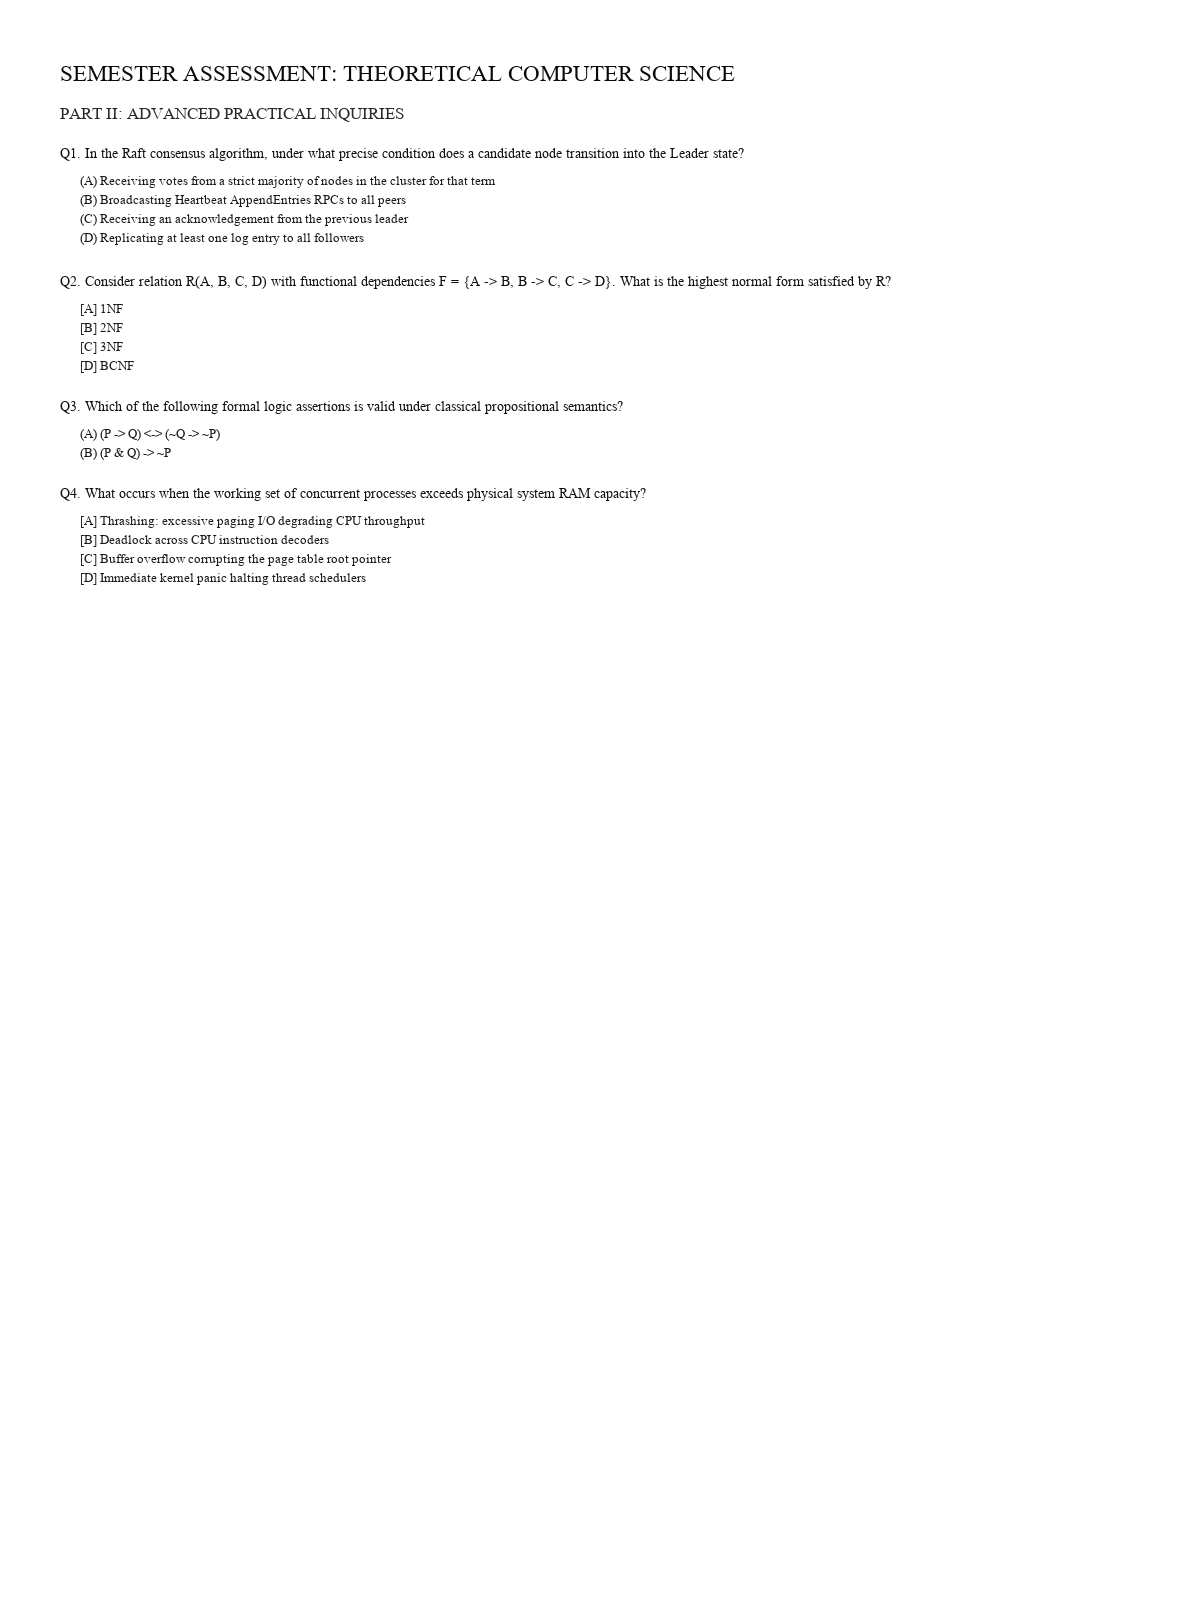 SEMESTER ASSESSMENT: THEORETICAL COMPUTER SCIENCE
PART II: ADVANCED PRACTICAL INQUIRIES
Q1. In the Raft consensus algorithm, under what precise condition does a candidate node transition into the Leader state?
(A) Receiving votes from a strict majority of nodes in the cluster for that term
(B) Broadcasting Heartbeat AppendEntries RPCs to all peers
(C) Receiving an acknowledgement from the previous leader
(D) Replicating at least one log entry to all followers
Q2. Consider relation R(A, B, C, D) with functional dependencies F = {A -> B, B -> C, C -> D}. What is the highest normal form satisfied by R?
[A] 1NF
[B] 2NF
[C] 3NF
[D] BCNF
Q3. Which of the following formal logic assertions is valid under classical propositional semantics?
(A) (P -> Q) <-> (~Q -> ~P)
(B) (P & Q) -> ~P
Q4. What occurs when the working set of concurrent processes exceeds physical system RAM capacity?
[A] Thrashing: excessive paging I/O degrading CPU throughput
[B] Deadlock across CPU instruction decoders
[C] Buffer overflow corrupting the page table root pointer
[D] Immediate kernel panic halting thread schedulers